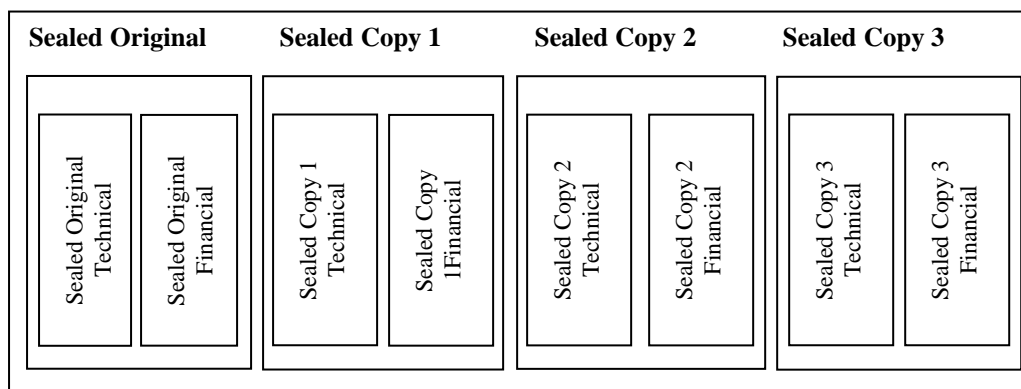 Sealed Original
Sealed Copy 1
Sealed Copy 2
Sealed Copy 3
Sealed Original
Technical
Sealed Original
Financial
Sealed Copy 1
Technical
Sealed Copy
1Financial
Sealed Copy 2
Technical
Sealed Copy 2
Financial
Sealed Copy 3
Technical
Sealed Copy 3
Financial